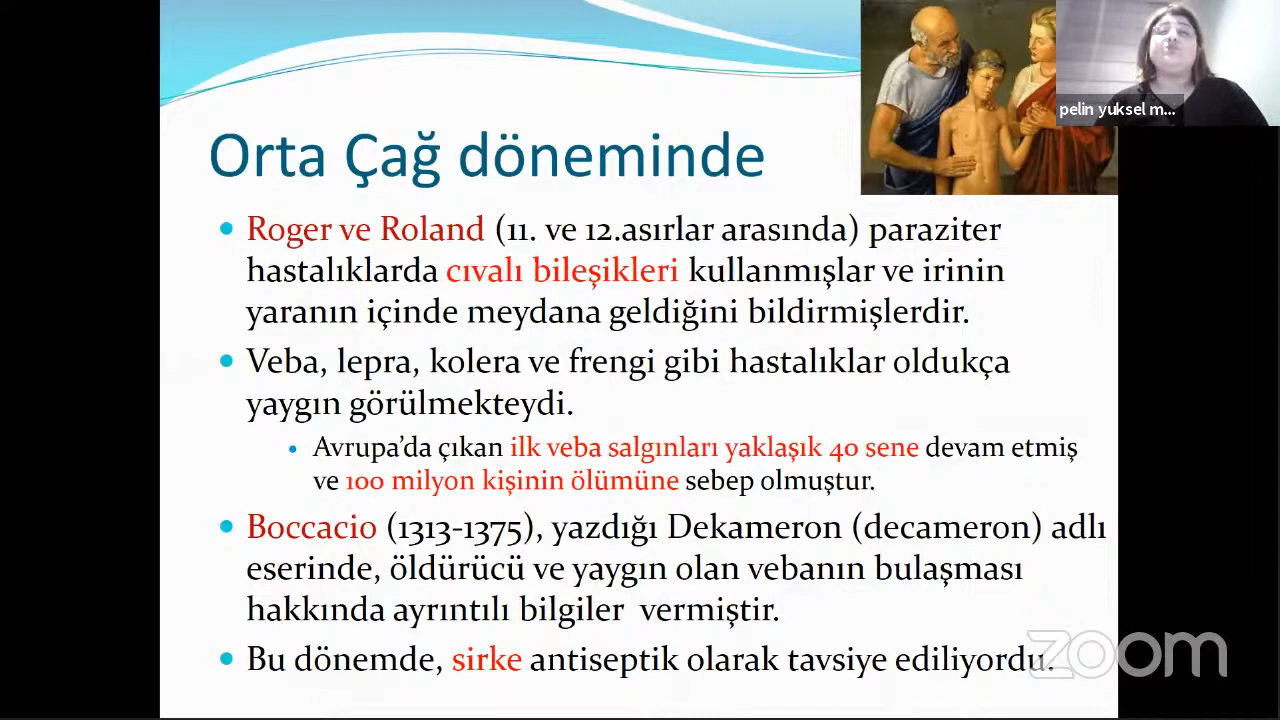 pelin yuksel m...
Orta Çağ döneminde
• Roger ve Roland (11. ve 12.asırlar arasında) paraziter
hastalıklarda cıvalı bileşikleri kullanmışlar ve irinin
yaranın içinde meydana geldiğini bildirmişlerdir.
• Veba, lepra, kolera ve frengi gibi hastalıklar oldukça
yaygın görülmekteydi.
• Avrupa’da çıkan ilk veba salgınları yaklaşık 40 sene devam etmiş
ve 100 milyon kişinin ölümüne sebep olmuştur.
• Boccacio (1313-1375), yazdığı Dekameron (decameron) adlı
eserinde, öldürücü ve yaygın olan vebanın bulaşması
hakkında ayrıntılı bilgiler vermiştir.
• Bu dönemde, sirke antiseptik olarak tavsiye ediliyordu.
zoom